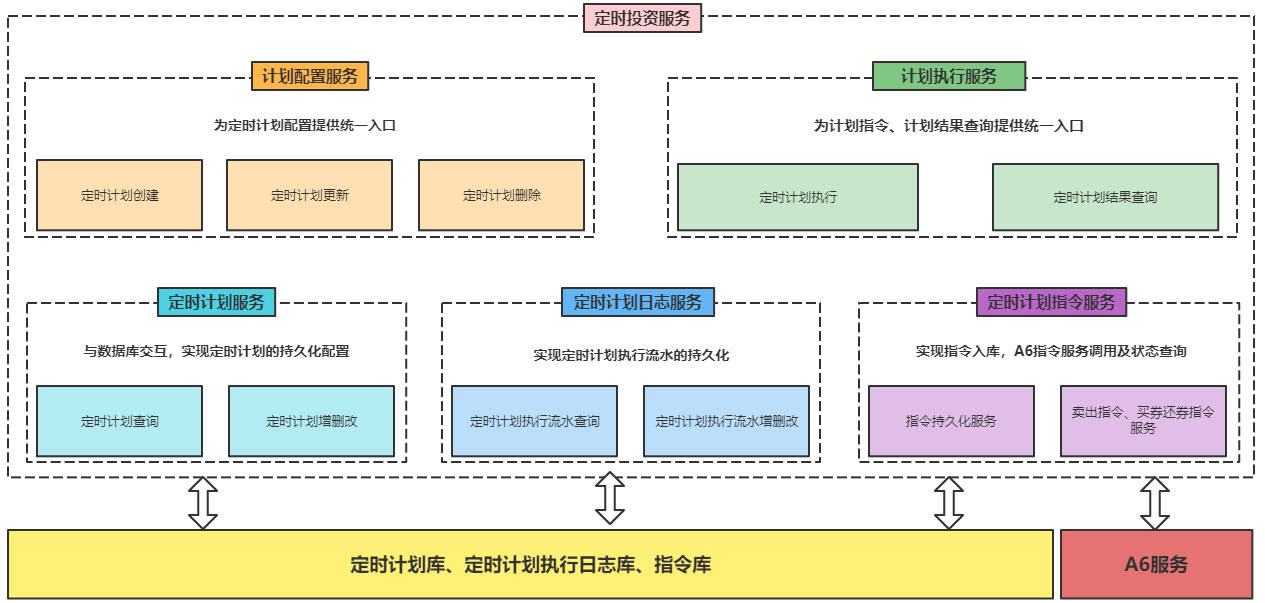 定时投资服务
计划配置服务
为定时计划配置提供统一入口
定时计划创建
定时计划更新
定时计划删除
计划执行服务
为计划指令、计划结果查询提供统一入口
定时计划执行
定时计划结果查询
定时计划服务
与数据库交互，实现定时计划的持久化配置
定时计划查询
定时计划增删改
定时计划日志服务
实现定时计划执行流水的持久化
定时计划执行流水查询
定时计划执行流水增删改
定时计划指令服务
实现指令入库，A6指令服务调用及状态查询
指令持久化服务
卖出指令、买券还券指令
服务
定时计划库、定时计划执行日志库、指令库
A6服务